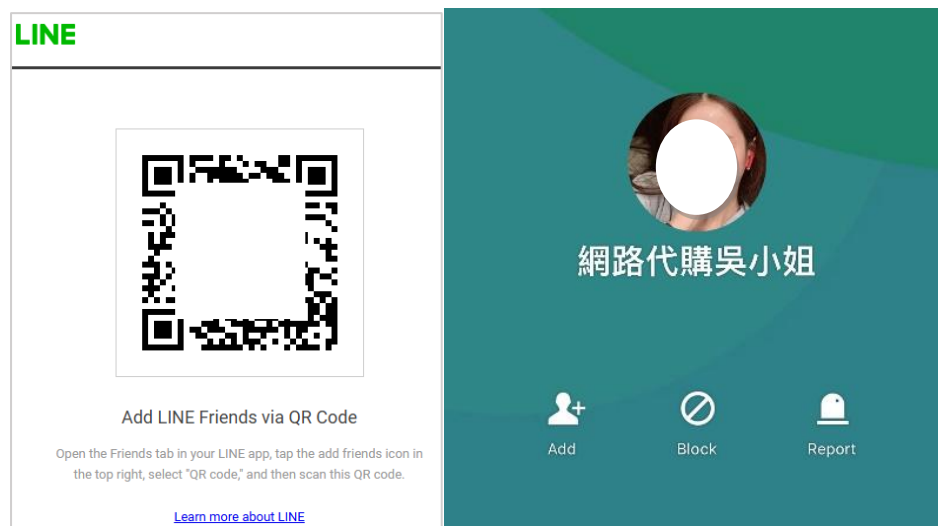 LINE
Add LINE Friends via QR Code
Open the Friends tab in your LINE app, tap the add friends icon in
the top right, select "QR code," and then scan this QR code.
Learn more about LINE
網路代購吳小姐
Add
Block
Report